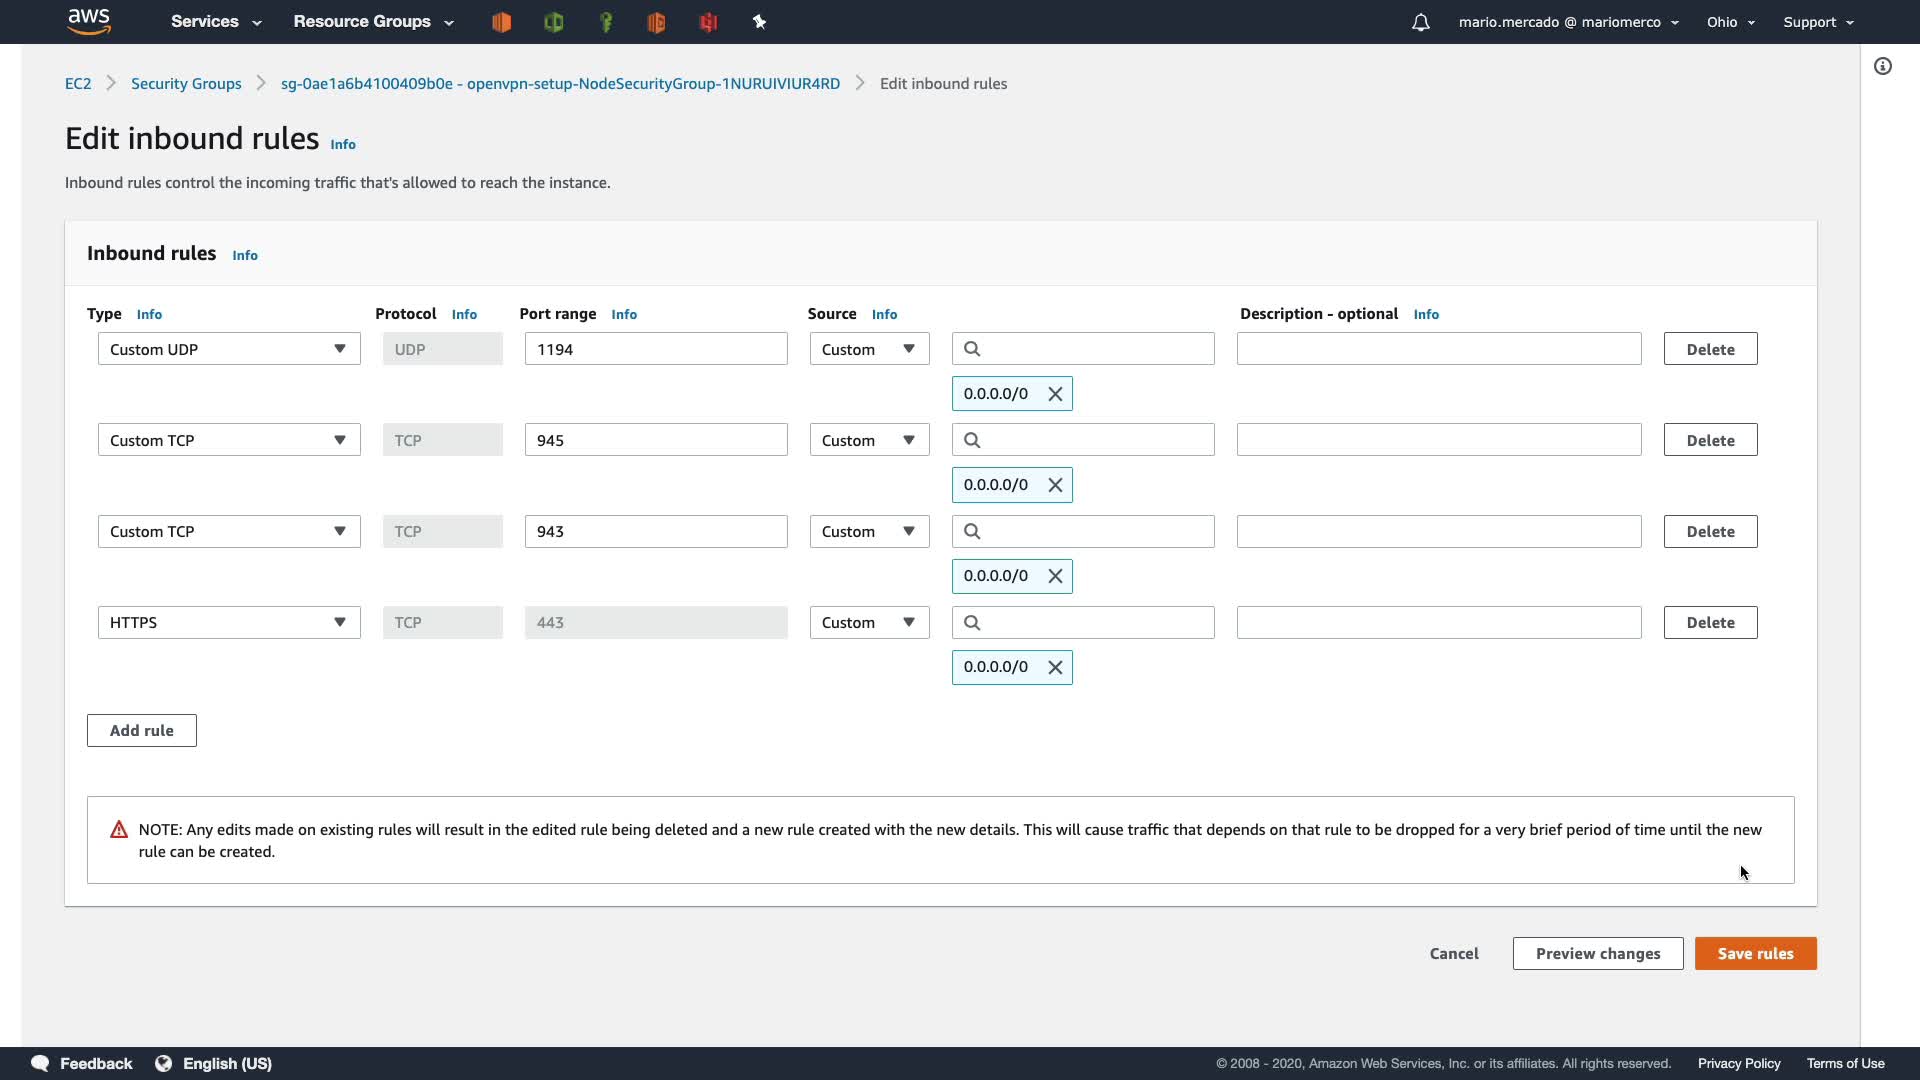 aws Services Resource Groups mario.mercado @ mariomerco Ohio Support
EC2 Security Groups sg-0ae1a6b4100409b0e - openvpn-setup-NodeSecurityGroup-1NURUIVIUR4RD Edit inbound rules
Edit inbound rules Info
Inbound rules control the incoming traffic that's allowed to reach the instance.
Inbound rules Info
Type Info Protocol Info Port range Info Source Info Description - optional Info
Custom UDP UDP 1194 Custom Delete
0.0.0.0/0
Custom TCP TCP 945 Custom Delete
0.0.0.0/0
Custom TCP TCP 943 Custom Delete
0.0.0.0/0
HTTPS TCP 443 Custom Delete
0.0.0.0/0
Add rule
NOTE: Any edits made on existing rules will result in the edited rule being deleted and a new rule created with the new details. This will cause traffic that depends on that rule to be dropped for a very brief period of time until the new
rule can be created.
Cancel Preview changes Save rules
Feedback English (US) © 2008 - 2020, Amazon Web Services, Inc. or its affiliates. All rights reserved. Privacy Policy Terms of Use